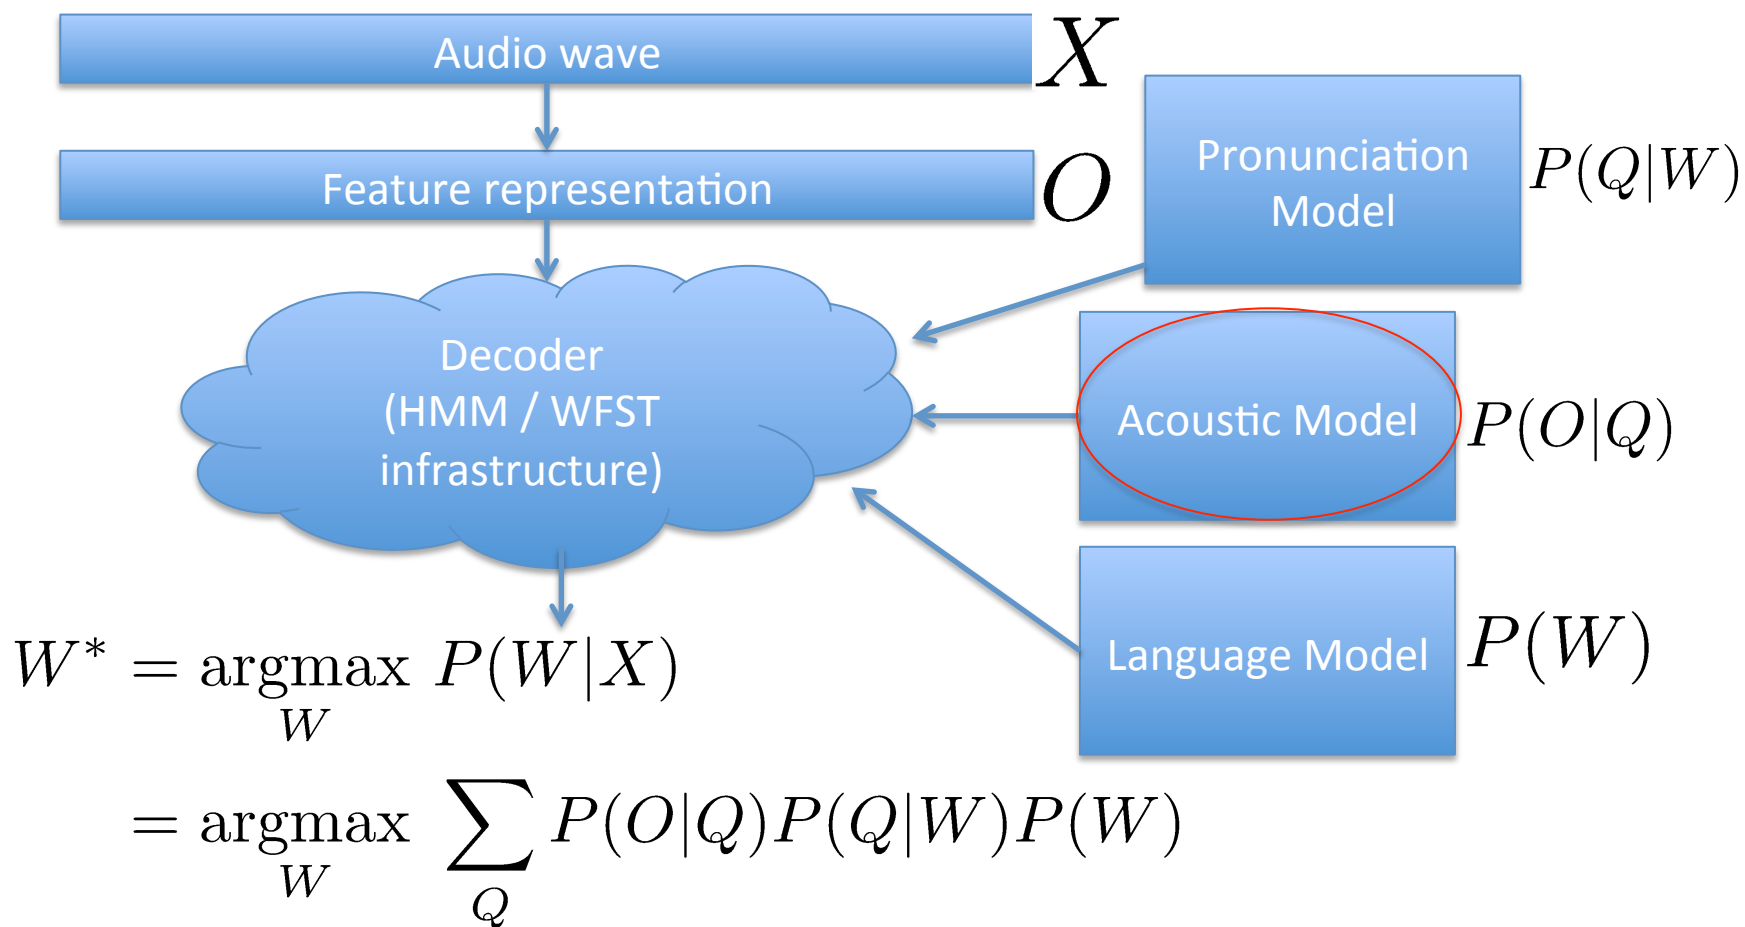 Audio wave
X
Feature representation
O
Pronunciation
Model
P(Q|W)
Decoder
(HMM / WFST
infrastructure)
Acoustic Model
P(O|Q)
Language Model
P(W)
W* = argmax P(W|X)
W
= argmax ∑ P(O|Q)P(Q|W)P(W)
W Q